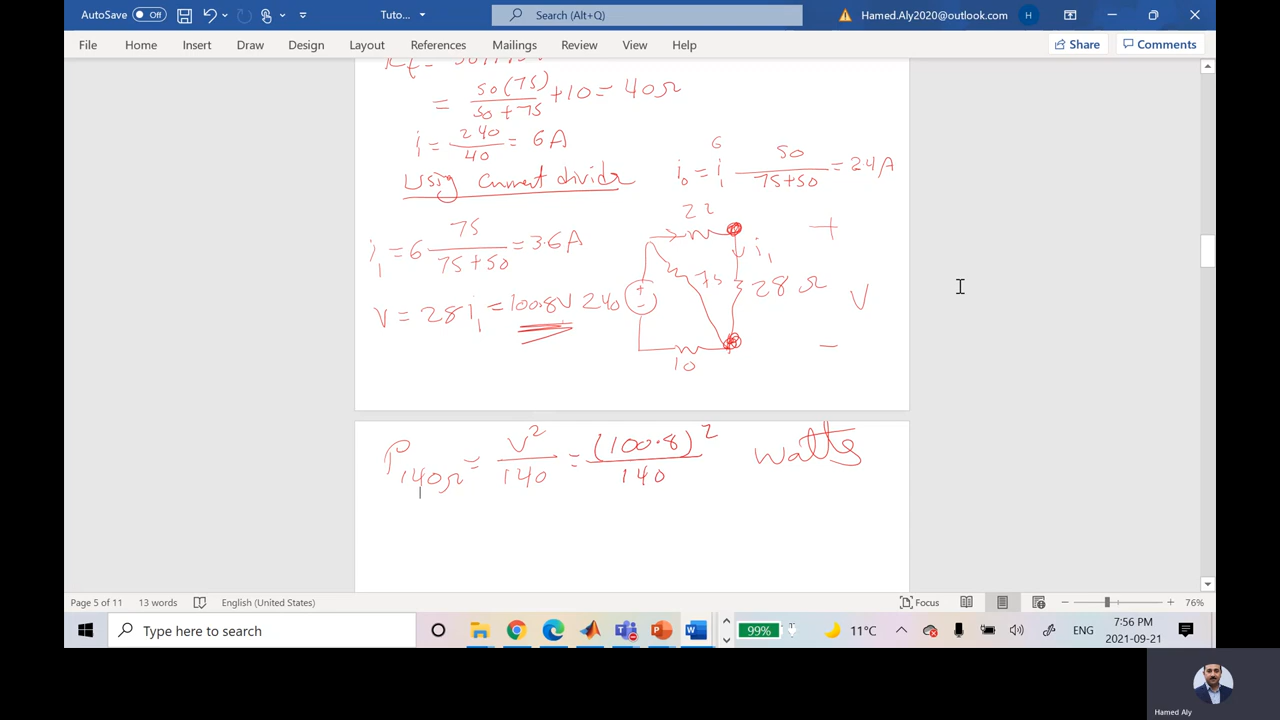 AutoSave Off Tuto... Search (Alt+Q) Hamed.Aly2020@outlook.com H
File Home Insert Draw Design Layout References Mailings Review View Help Share Comments
= 50(75) / 50+75 +10 = 40Ω
i = 240 / 40 = 6A
Using Current divider
i₀ = i₁ 50 / 75+50 = 24A
6
i₁ = 6 75 / 75+50 = 3.6A
V = 28 i₁ = 100.8V
22
i₁
75
28 Ω
240
10
+
V
−
P140Ω = V² / 140 = (100.8)² / 140 watts
Page 5 of 11 13 words English (United States) Focus 76%
Type here to search 99% 11°C ENG 7:56 PM
2021-09-21
Hamed Aly